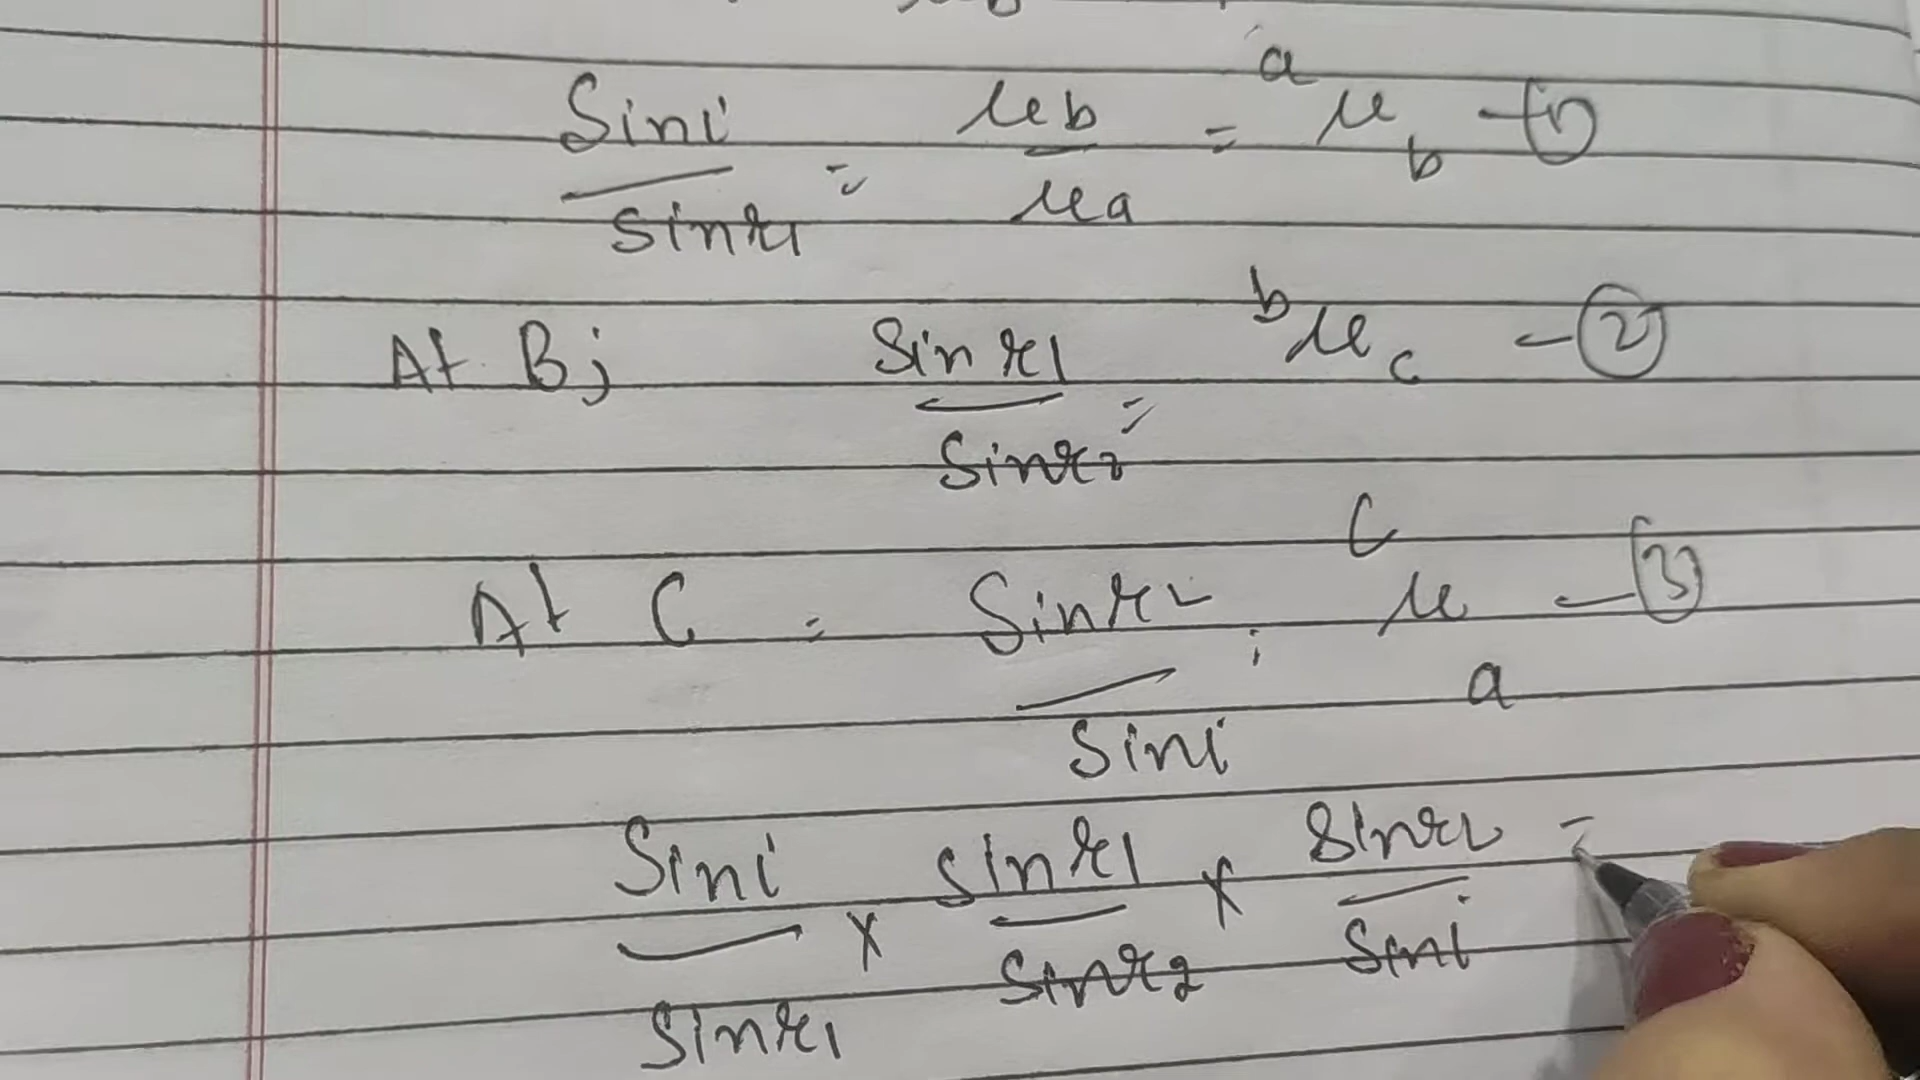 Sini / Sinr1 = μb / μa = aμb - (1)
At B; Sinr1 / Sinr2 = bμc - (2)
At C = Sinr2 / Sini = cμa - (3)
Sini / Sinr1 x Sinr1 / Sinr2 x Sinr2 / Sini =